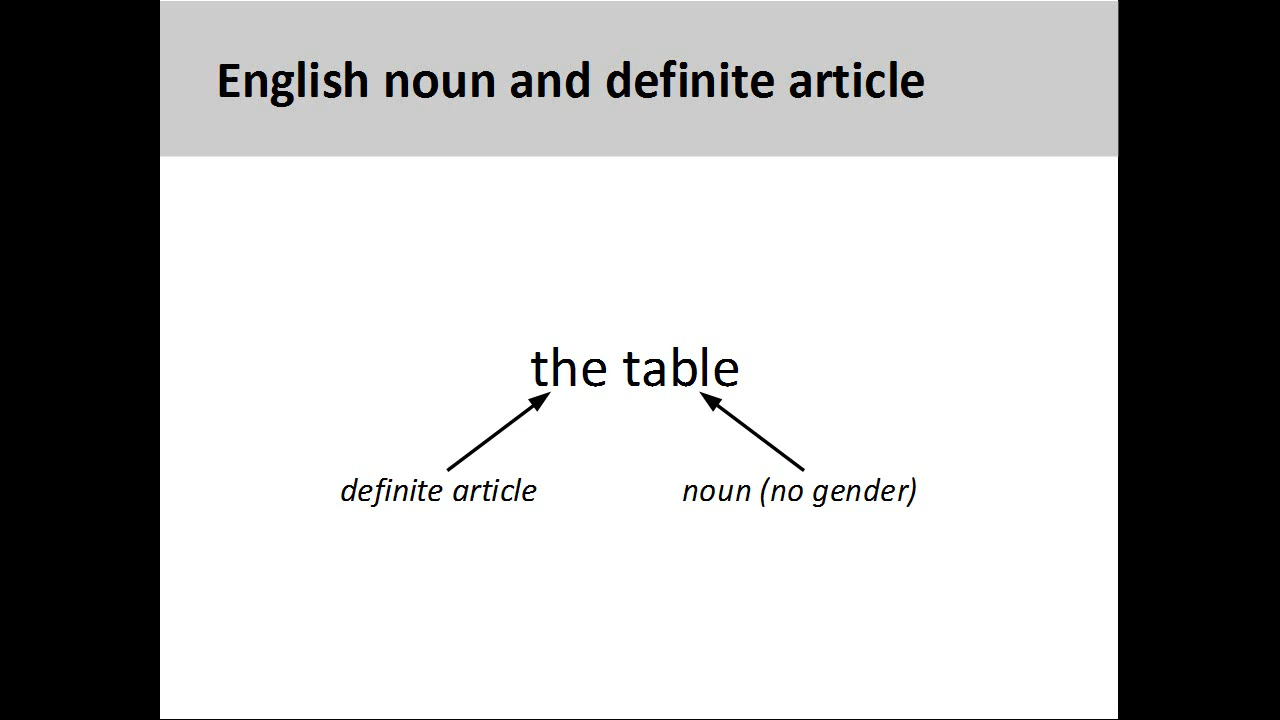 English noun and definite article
the table
definite article
noun (no gender)